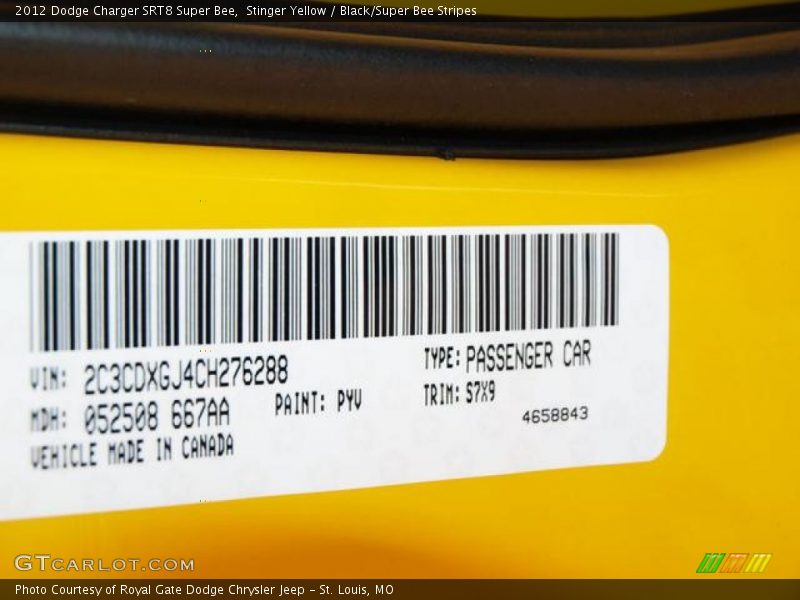 2012 Dodge Charger SRT8 Super Bee,  Stinger Yellow / Black/Super Bee Stripes
VIN: 2C3CDXGJ4CH276288
TYPE: PASSENGER CAR
MDH: 052508 667AA
PAINT: PYV
TRIM: S7X9
VEHICLE MADE IN CANADA
4658843
GTCARLOT.COM
Photo Courtesy of Royal Gate Dodge Chrysler Jeep - St. Louis, MO